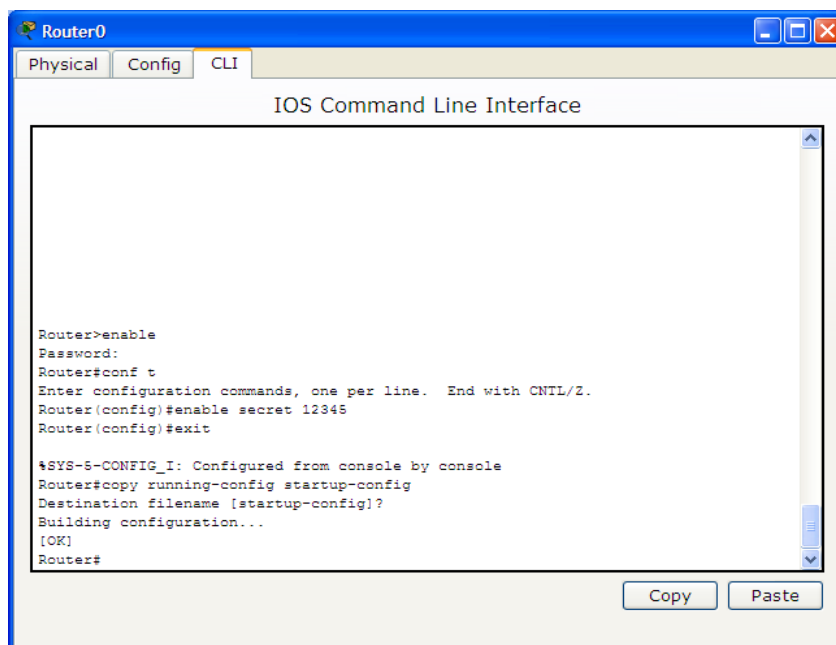 Router0
Physical Config CLI
IOS Command Line Interface
Router>enable
Password:
Router#conf t
Enter configuration commands, one per line.  End with CNTL/Z.
Router(config)#enable secret 12345
Router(config)#exit
%SYS-5-CONFIG_I: Configured from console by console
Router#copy running-config startup-config
Destination filename [startup-config]?
Building configuration...
[OK]
Router#
Copy Paste